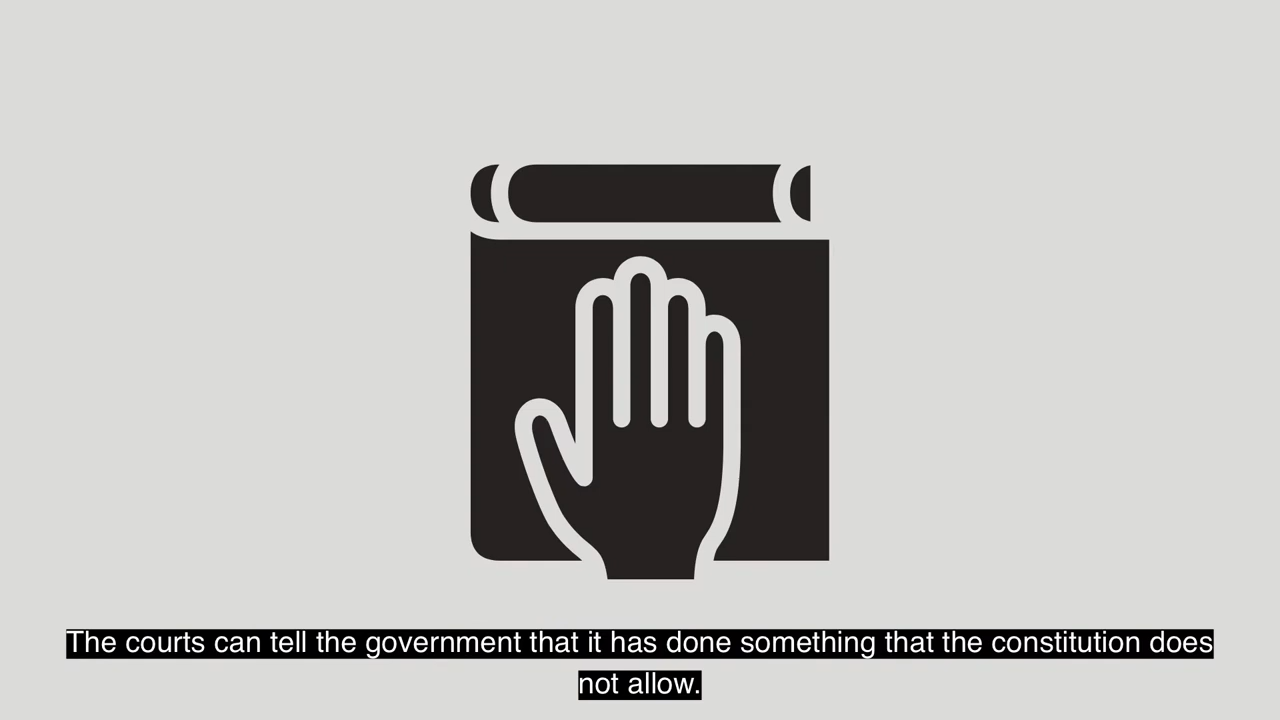 The courts can tell the government that it has done something that the constitution does
not allow.